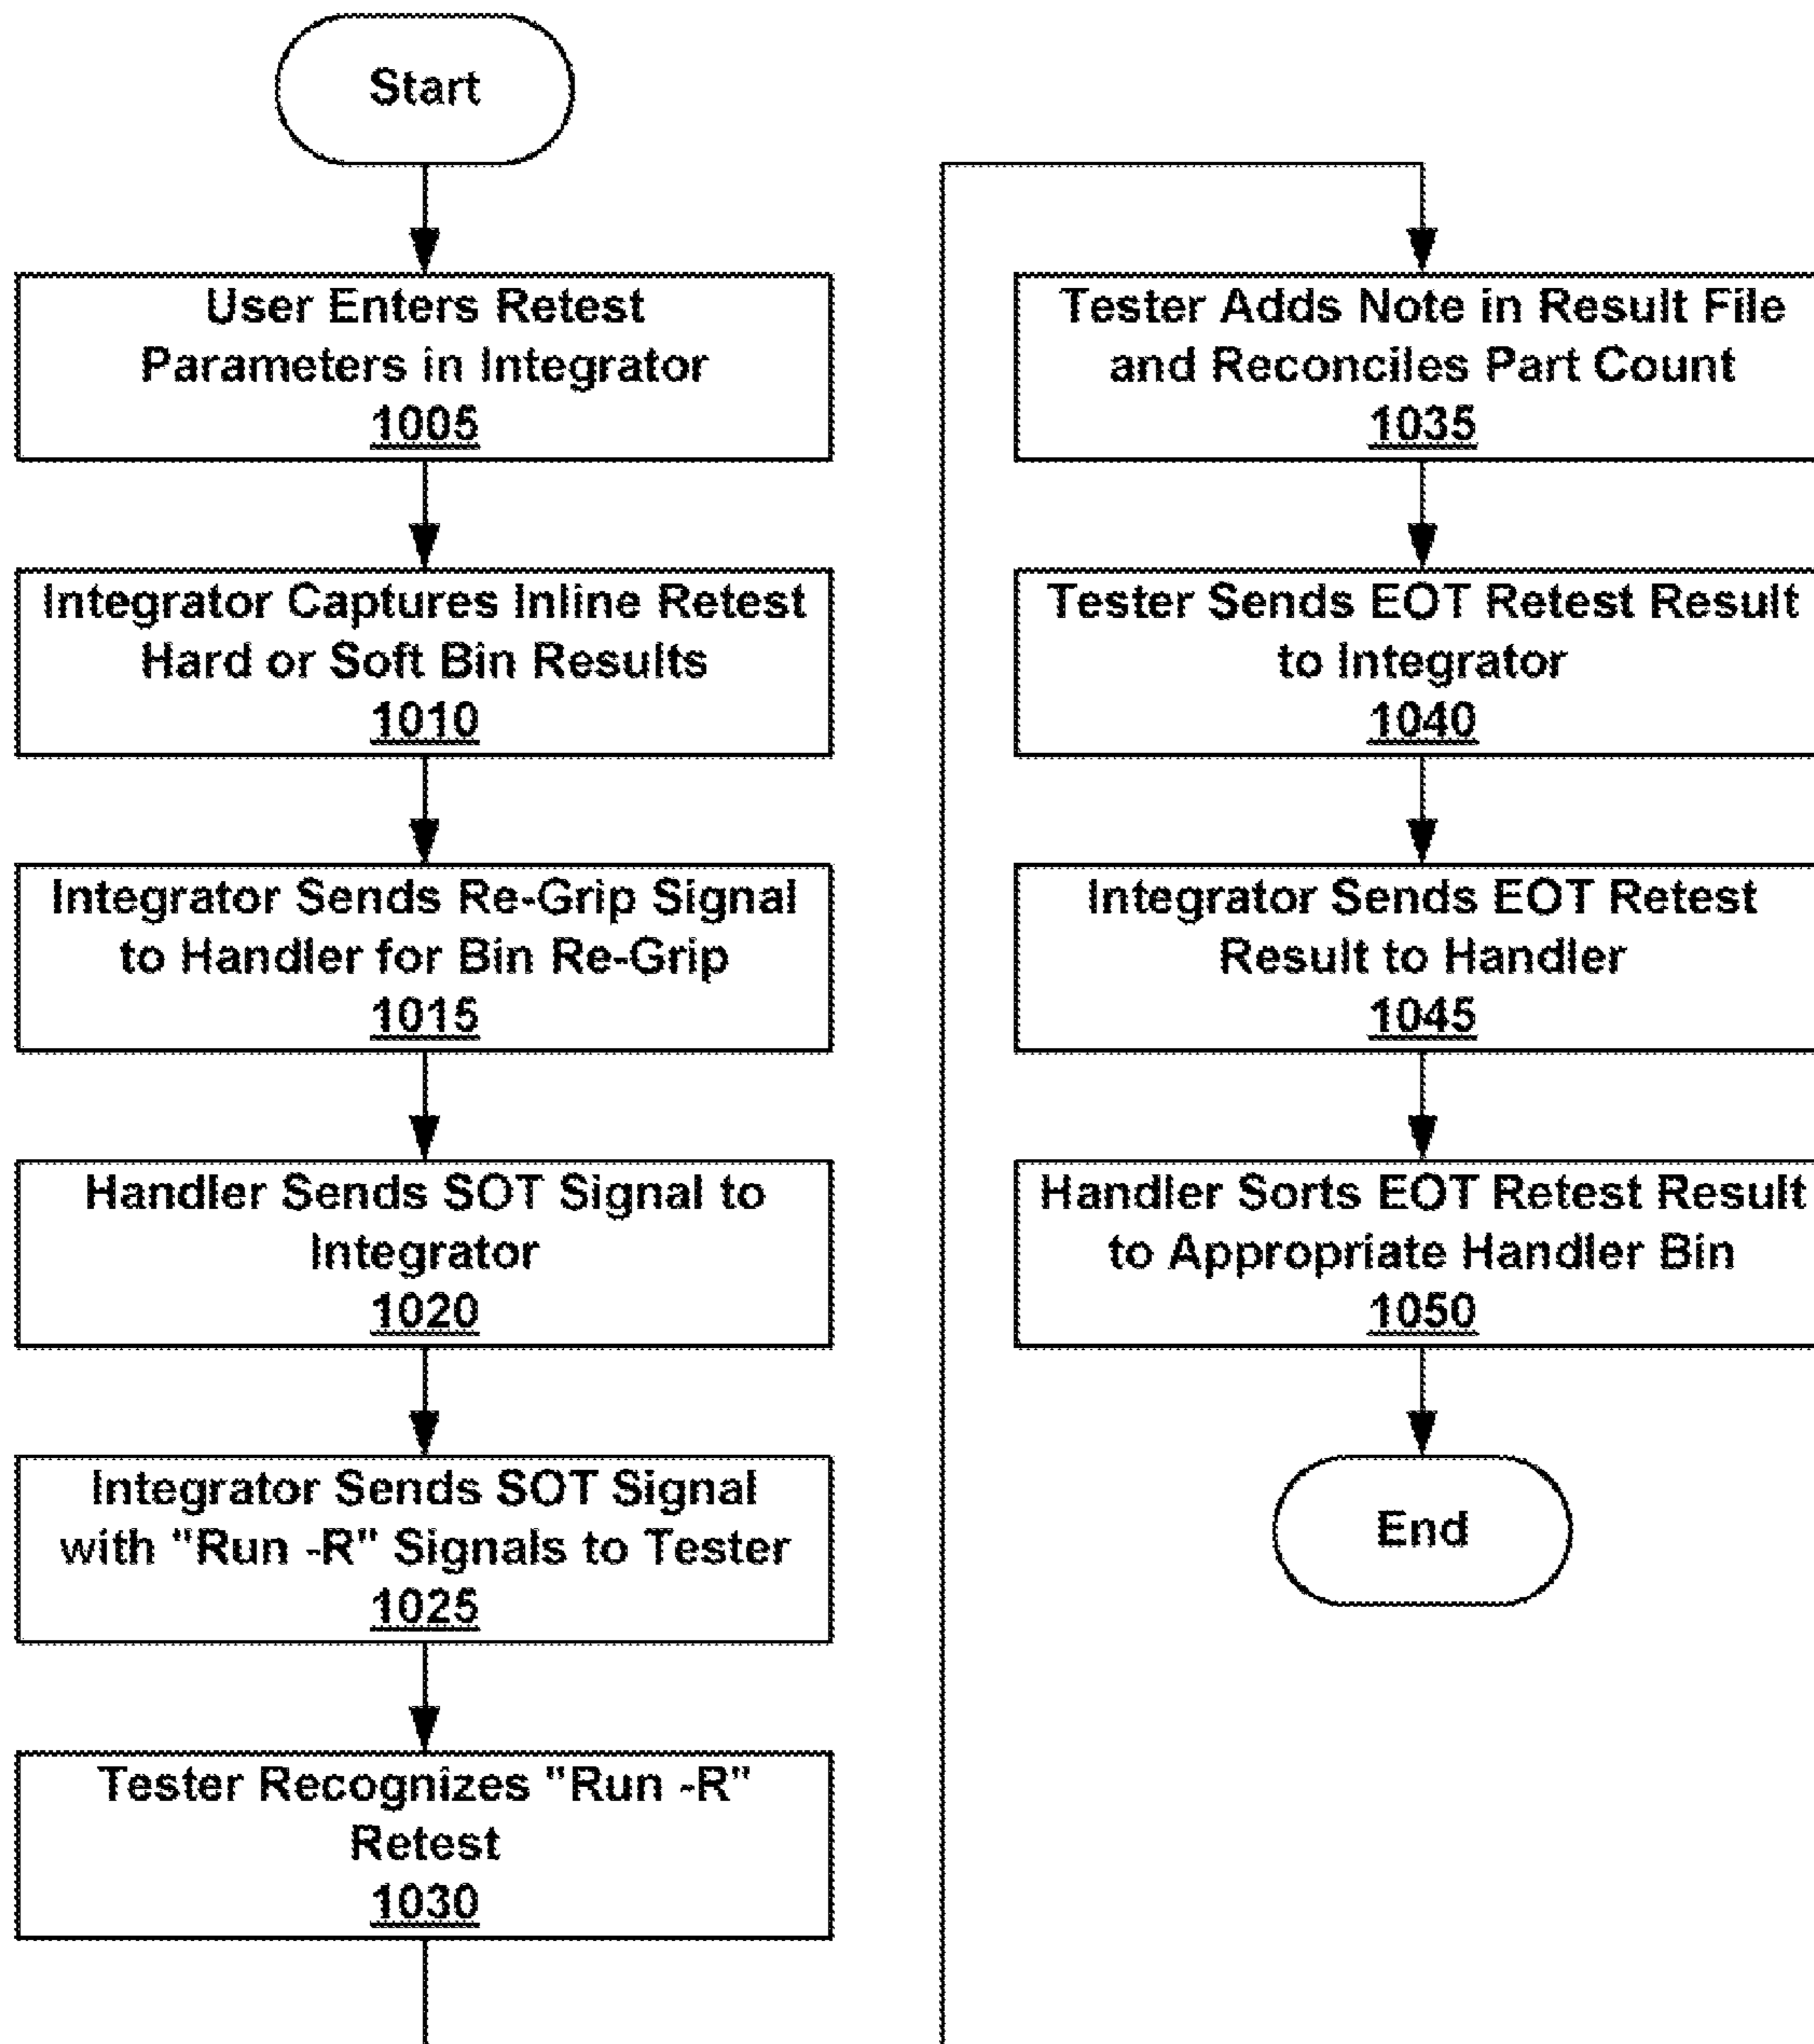 Start
User Enters Retest
Parameters in Integrator
1005
Integrator Captures Inline Retest
Hard or Soft Bin Results
1010
Integrator Sends Re-Grip Signal
to Handler for Bin Re-Grip
1015
Handler Sends SOT Signal to
Integrator
1020
Integrator Sends SOT Signal
with "Run -R" Signals to Tester
1025
Tester Recognizes "Run -R"
Retest
1030
Tester Adds Note in Result File
and Reconciles Part Count
1035
Tester Sends EOT Retest Result
to Integrator
1040
Integrator Sends EOT Retest
Result to Handler
1045
Handler Sorts EOT Retest Result
to Appropriate Handler Bin
1050
End